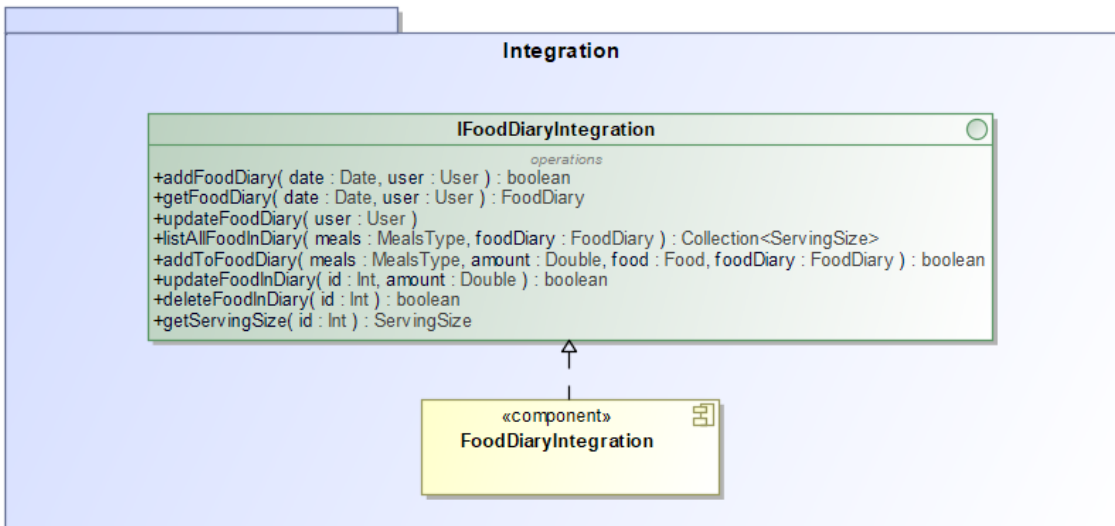 Integration
IFoodDiaryIntegration
operations
+addFoodDiary( date : Date, user : User ) : boolean
+getFoodDiary( date : Date, user : User ) : FoodDiary
+updateFoodDiary( user : User )
+listAllFoodInDiary( meals : MealsType, foodDiary : FoodDiary ) : Collection<ServingSize>
+addToFoodDiary( meals : MealsType, amount : Double, food : Food, foodDiary : FoodDiary ) : boolean
+updateFoodInDiary( id : Int, amount : Double ) : boolean
+deleteFoodInDiary( id : Int ) : boolean
+getServingSize( id : Int ) : ServingSize
«component»
FoodDiaryIntegration